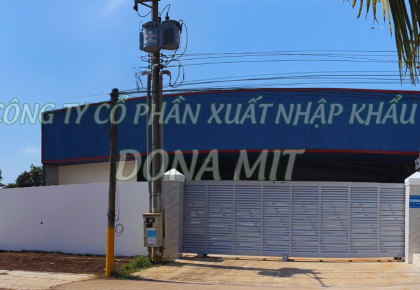 CÔNG TY CỔ PHẦN XUẤT NHẬP KHẨU
DONA MIT